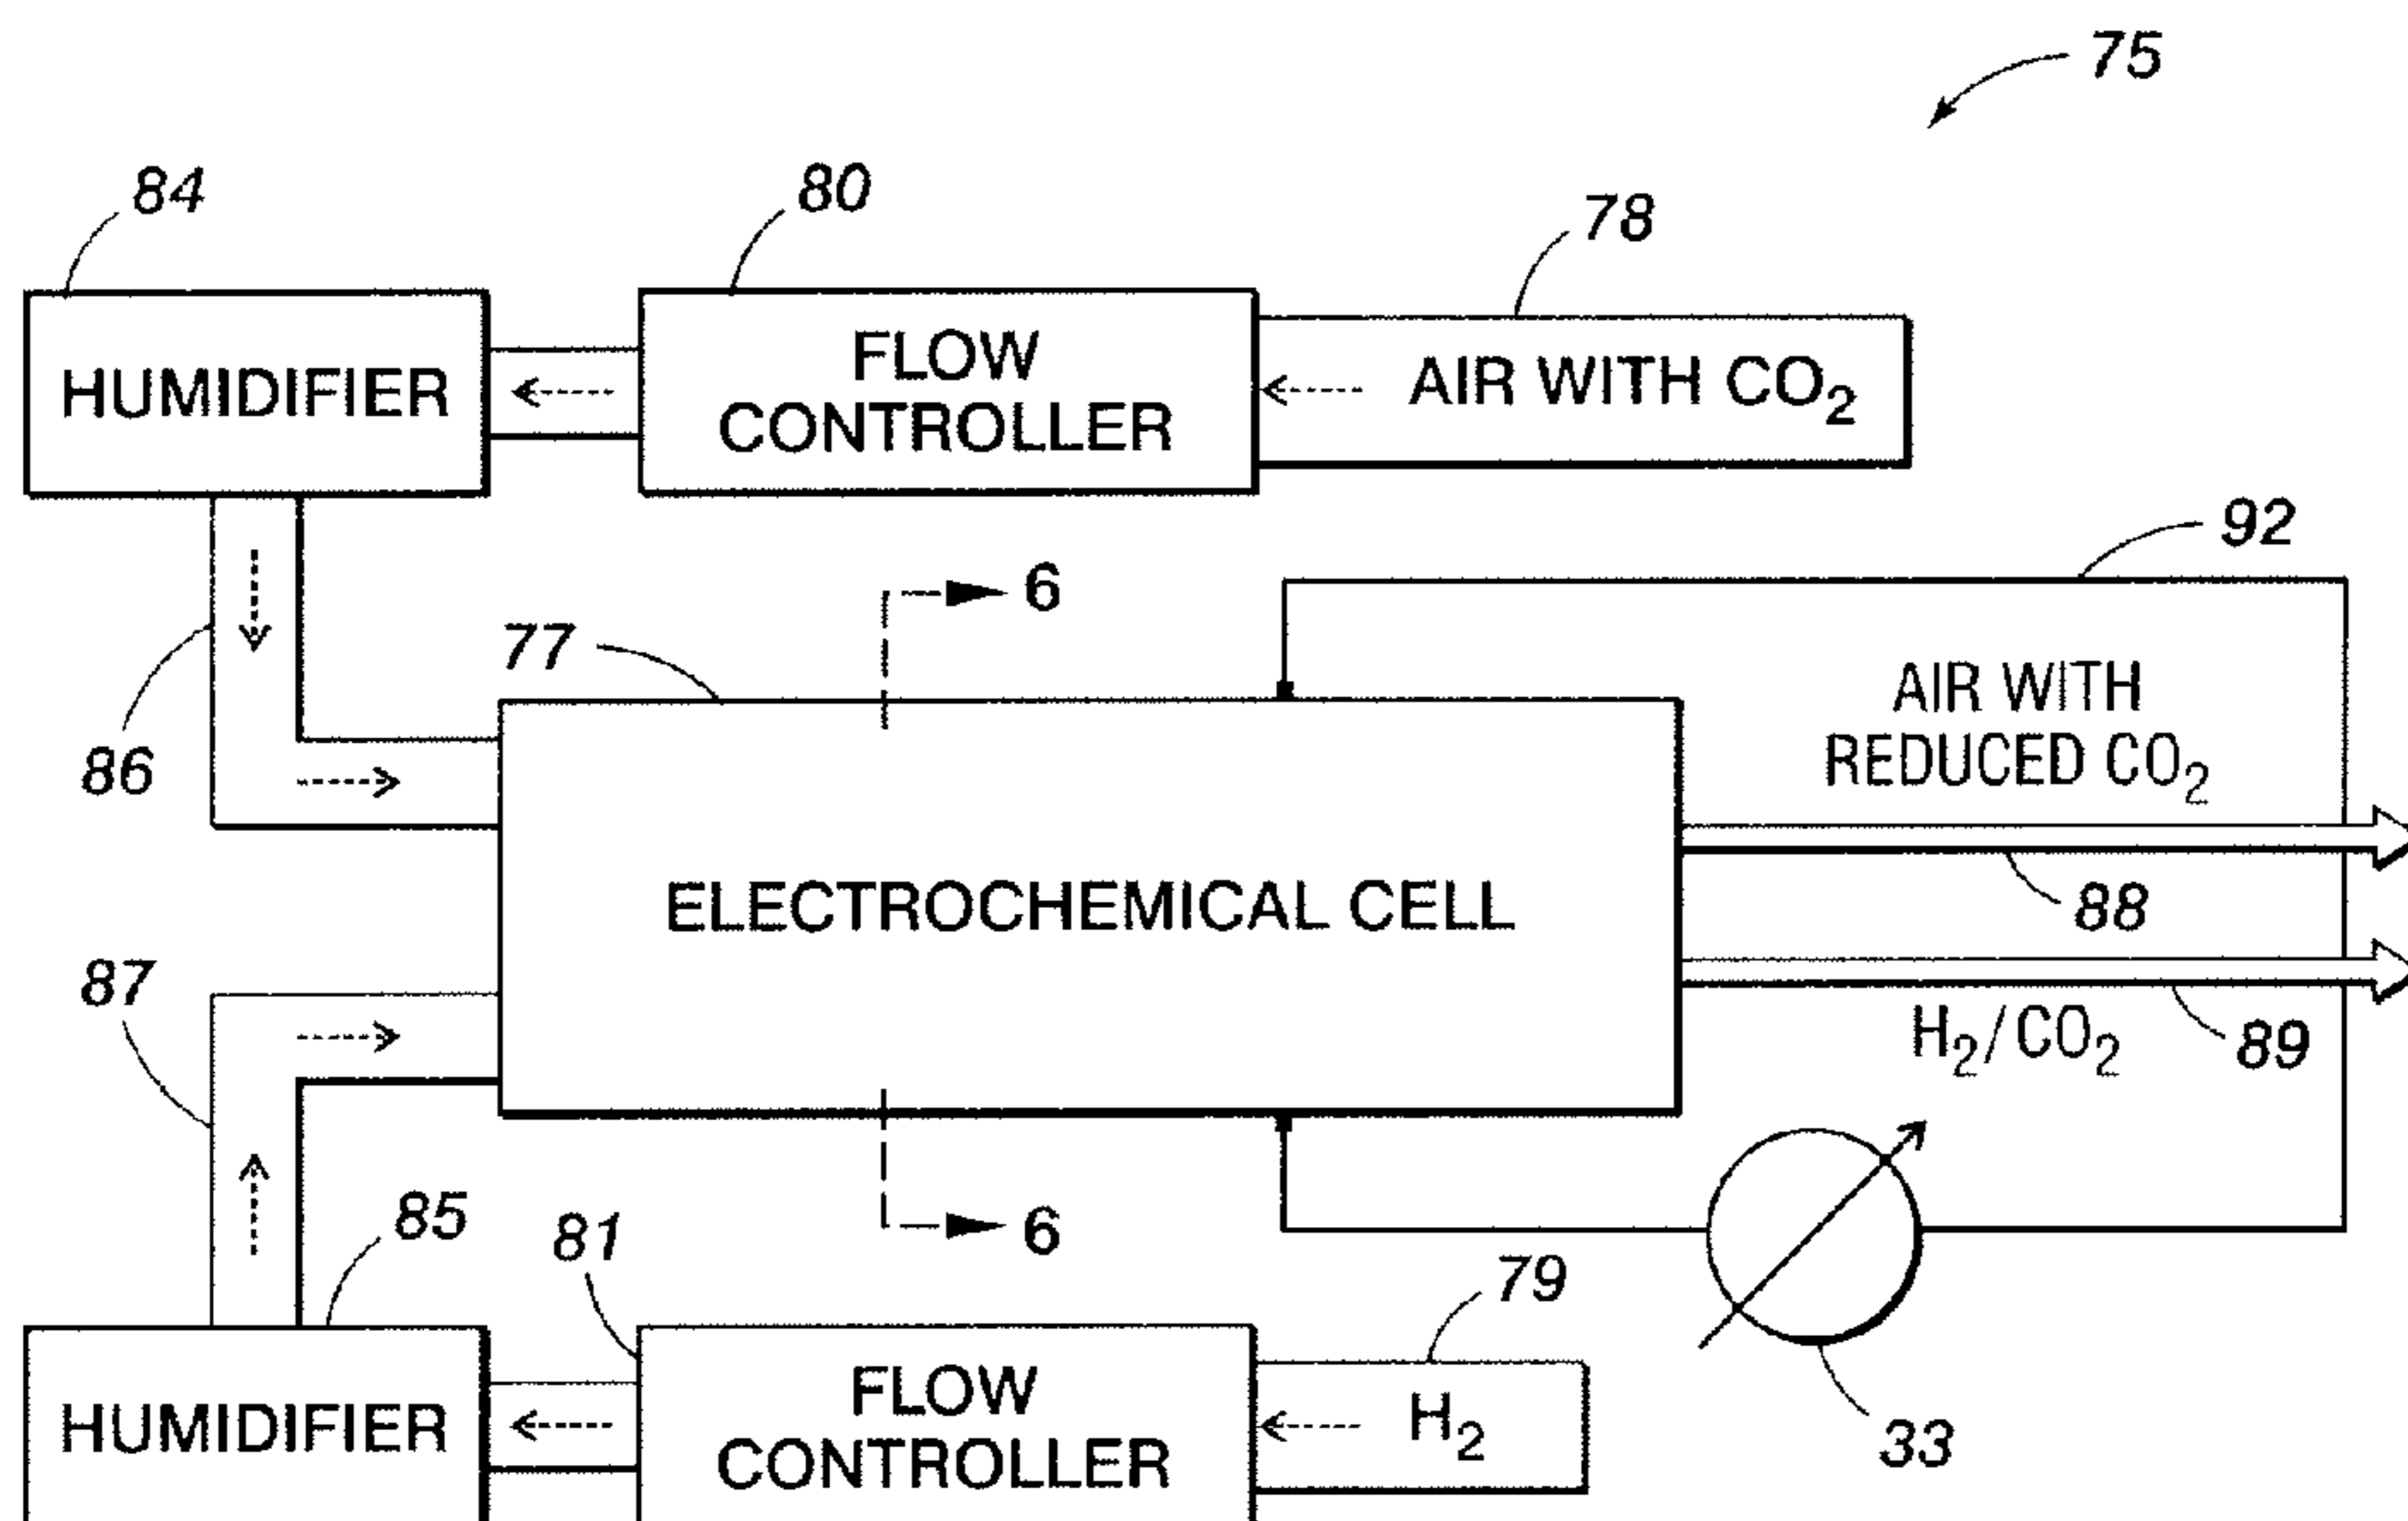 75
84
80
78
HUMIDIFIER
FLOW
CONTROLLER
AIR WITH CO₂
92
6
77
86
AIR WITH
REDUCED CO₂
ELECTROCHEMICAL CELL
88
87
H₂/CO₂
89
85
81
6
79
33
HUMIDIFIER
FLOW
CONTROLLER
H₂